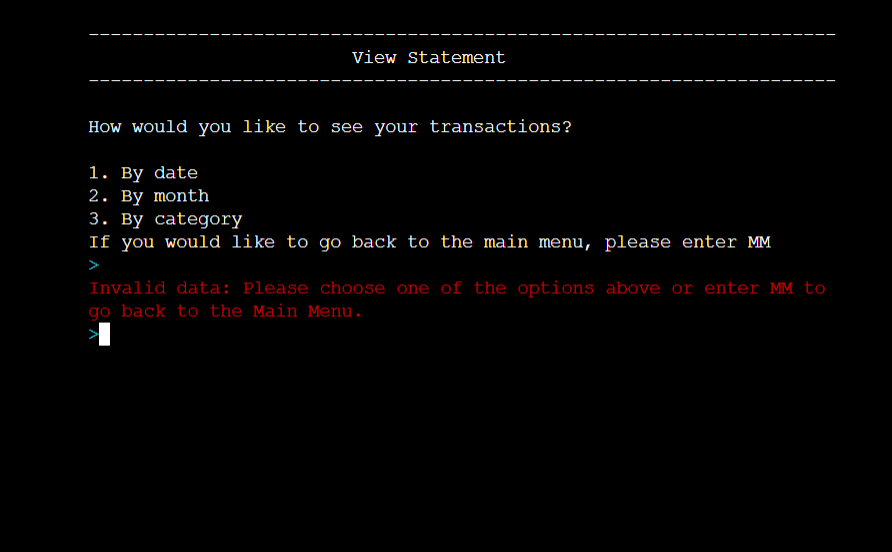 --------------------------------------------------------------------
View Statement
--------------------------------------------------------------------
How would you like to see your transactions?
1. By date
2. By month
3. By category
If you would like to go back to the main menu, please enter MM
>
Invalid data: Please choose one of the options above or enter MM to
go back to the Main Menu.
>